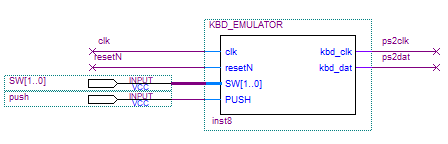 KBD_EMULATOR
clk
clk
kbd_clk
ps2clk
resetN
resetN
kbd_dat
ps2dat
SW[1..0]
INPUT
VCC
SW[1..0]
push
INPUT
VCC
PUSH
inst8